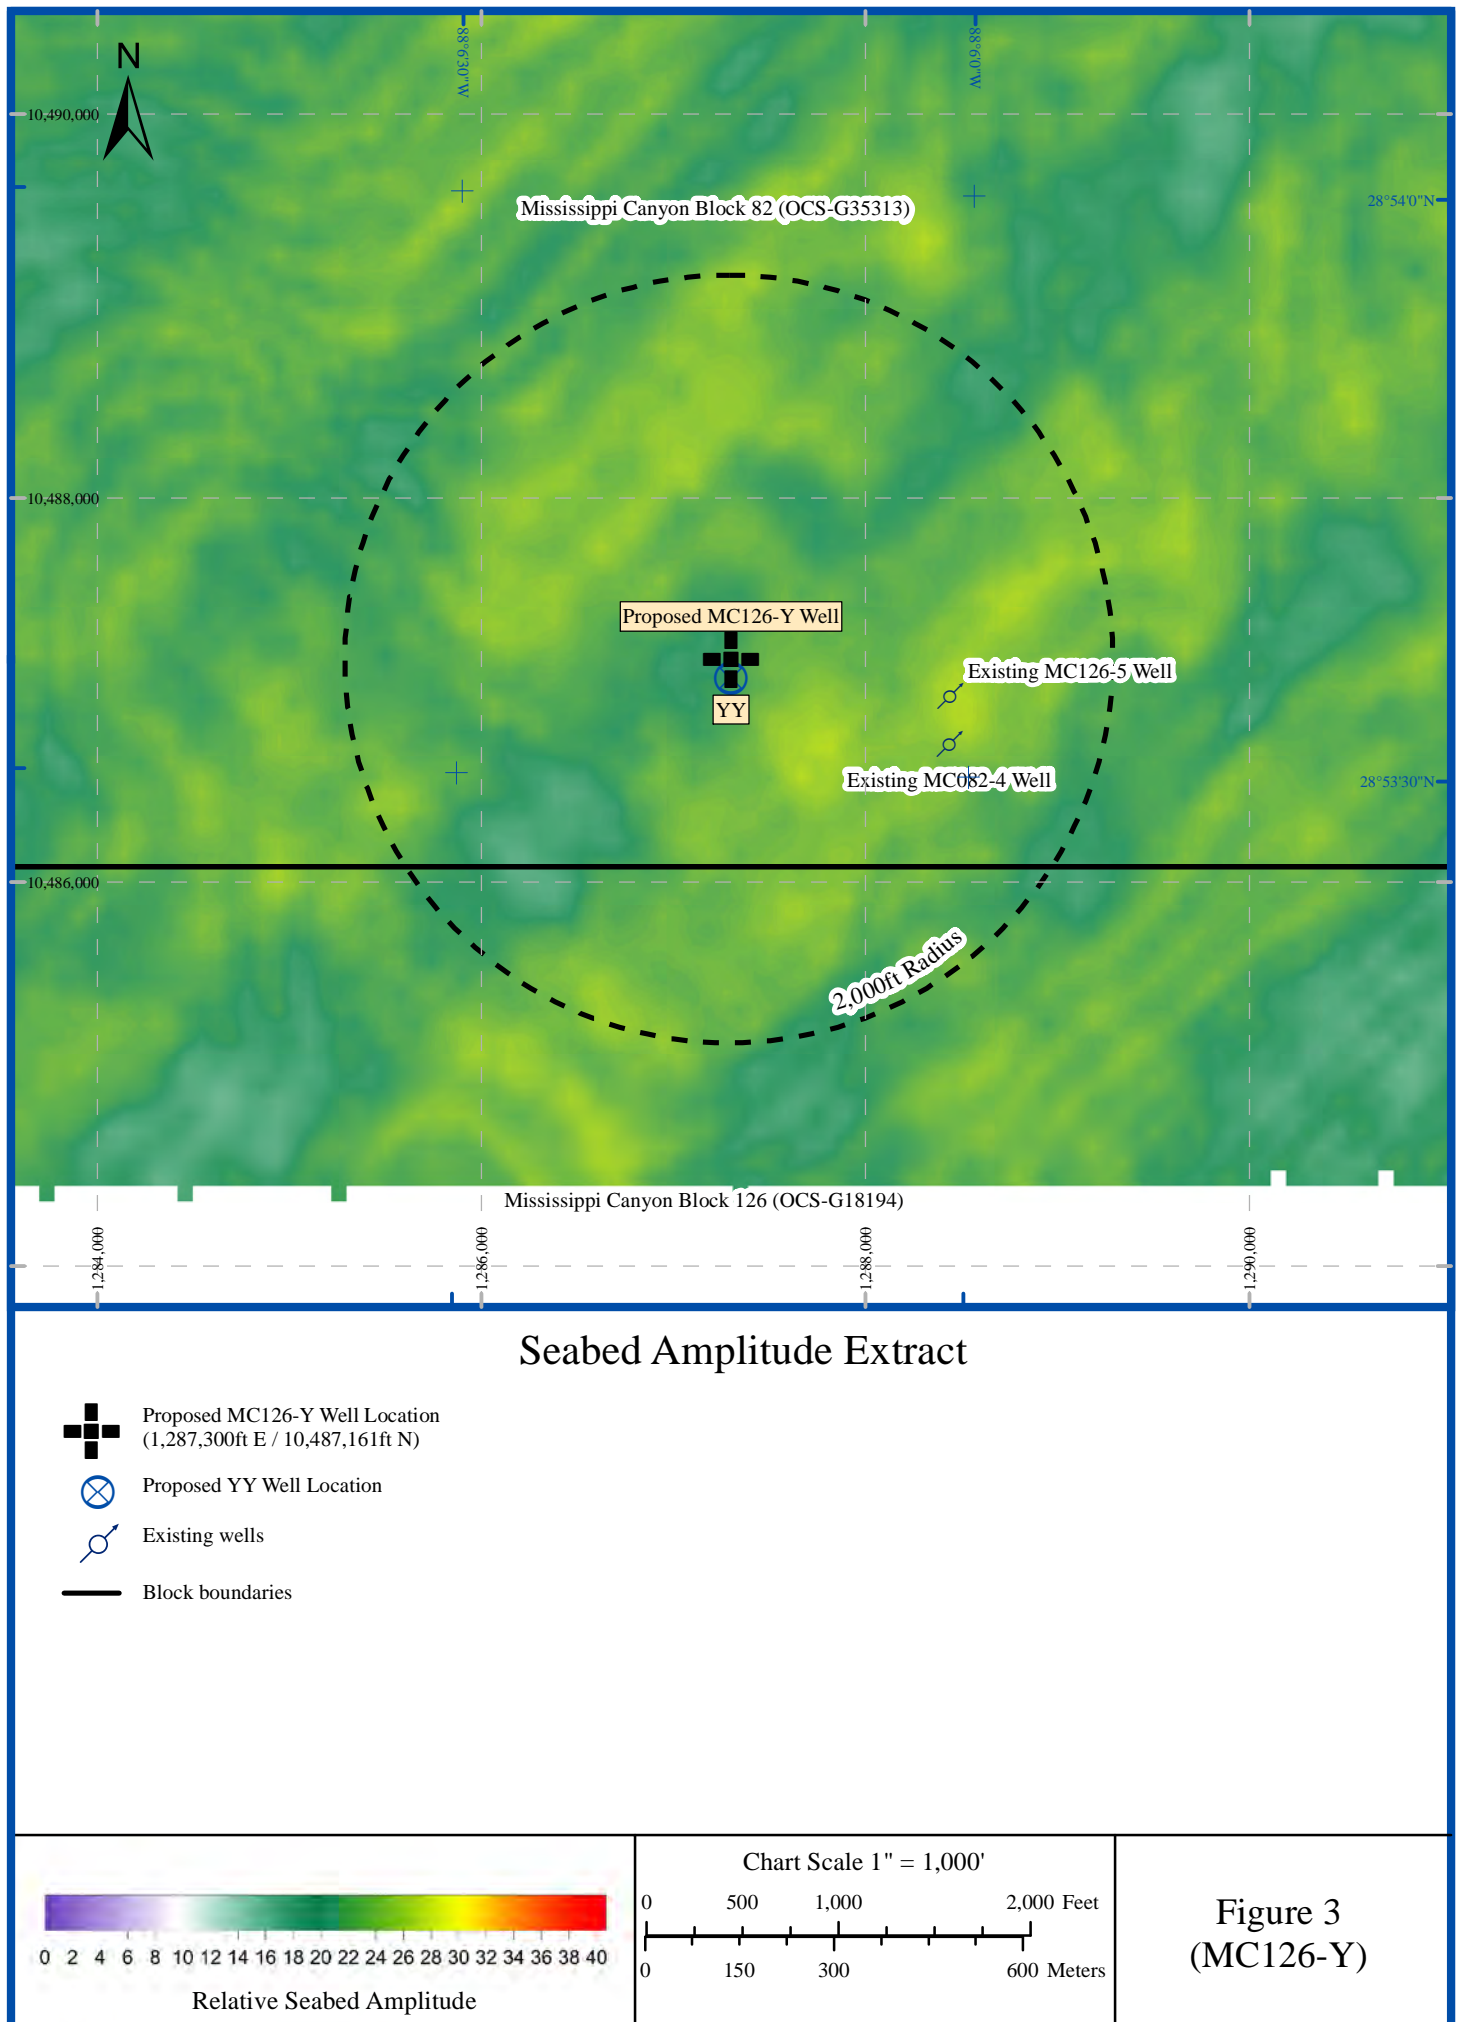 N
88°6'30"W
88°6'0"W
10,490,000
Mississippi Canyon Block 82 (OCS-G35313)
28°54'0"N
10,488,000
Proposed MC126-Y Well
YY
Existing MC126-5 Well
Existing MC082-4 Well
28°53'30"N
10,486,000
2,000ft Radius
Mississippi Canyon Block 126 (OCS-G18194)
1,284,000
1,286,000
1,288,000
1,290,000
Seabed Amplitude Extract
Proposed MC126-Y Well Location
(1,287,300ft E / 10,487,161ft N)
Proposed YY Well Location
Existing wells
Block boundaries
0 2 4 6 8 10 12 14 16 18 20 22 24 26 28 30 32 34 36 38 40
Relative Seabed Amplitude
Chart Scale 1" = 1,000'
0 500 1,000 2,000 Feet
0 150 300 600 Meters
Figure 3
(MC126-Y)